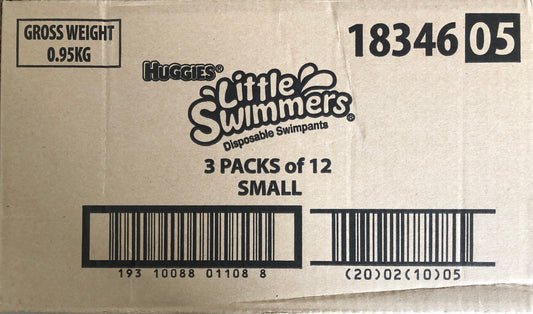 GROSS WEIGHT
0.95KG
18346 05
HUGGIES®
Little
Swimmers®
Disposable Swimpants
3 PACKS of 12
SMALL
193 10088 01108 8
(20)02(10)05